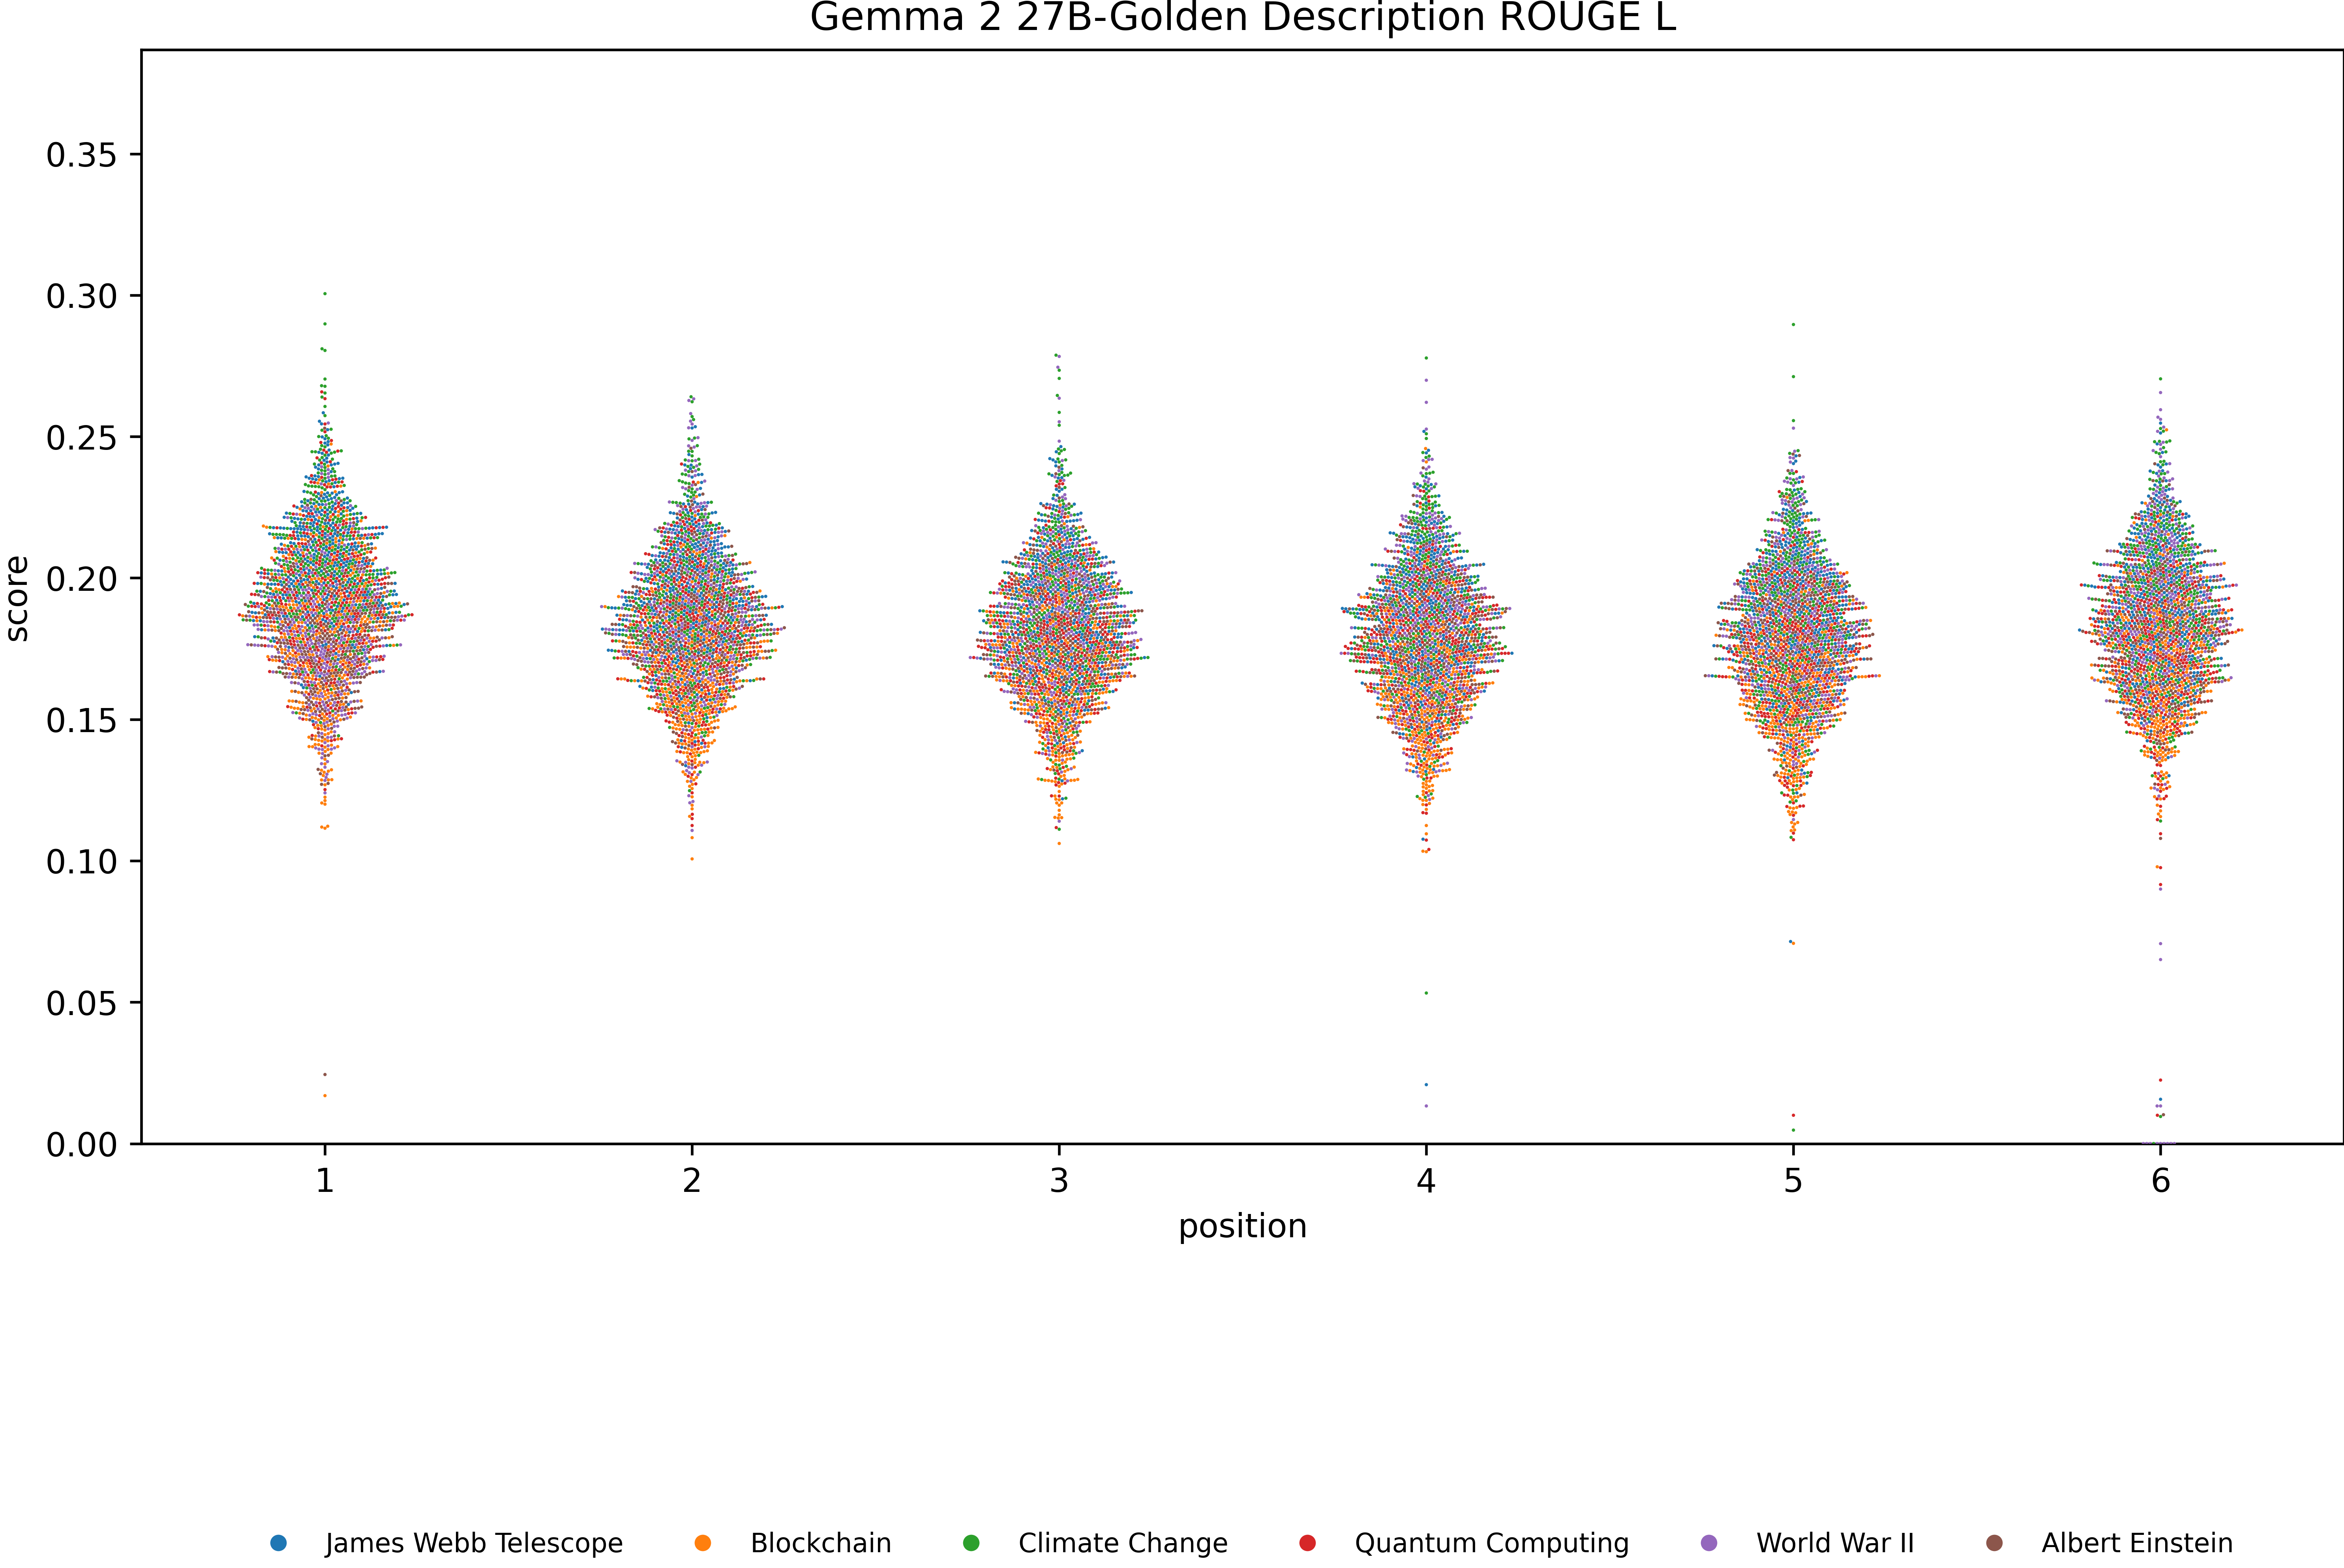 Gemma 2 27B-Golden Description ROUGE L
score
0.35
0.30
0.25
0.20
0.15
0.10
0.05
0.00
1 2 3 4 5 6
position
James Webb Telescope Blockchain Climate Change Quantum Computing World War II Albert Einstein